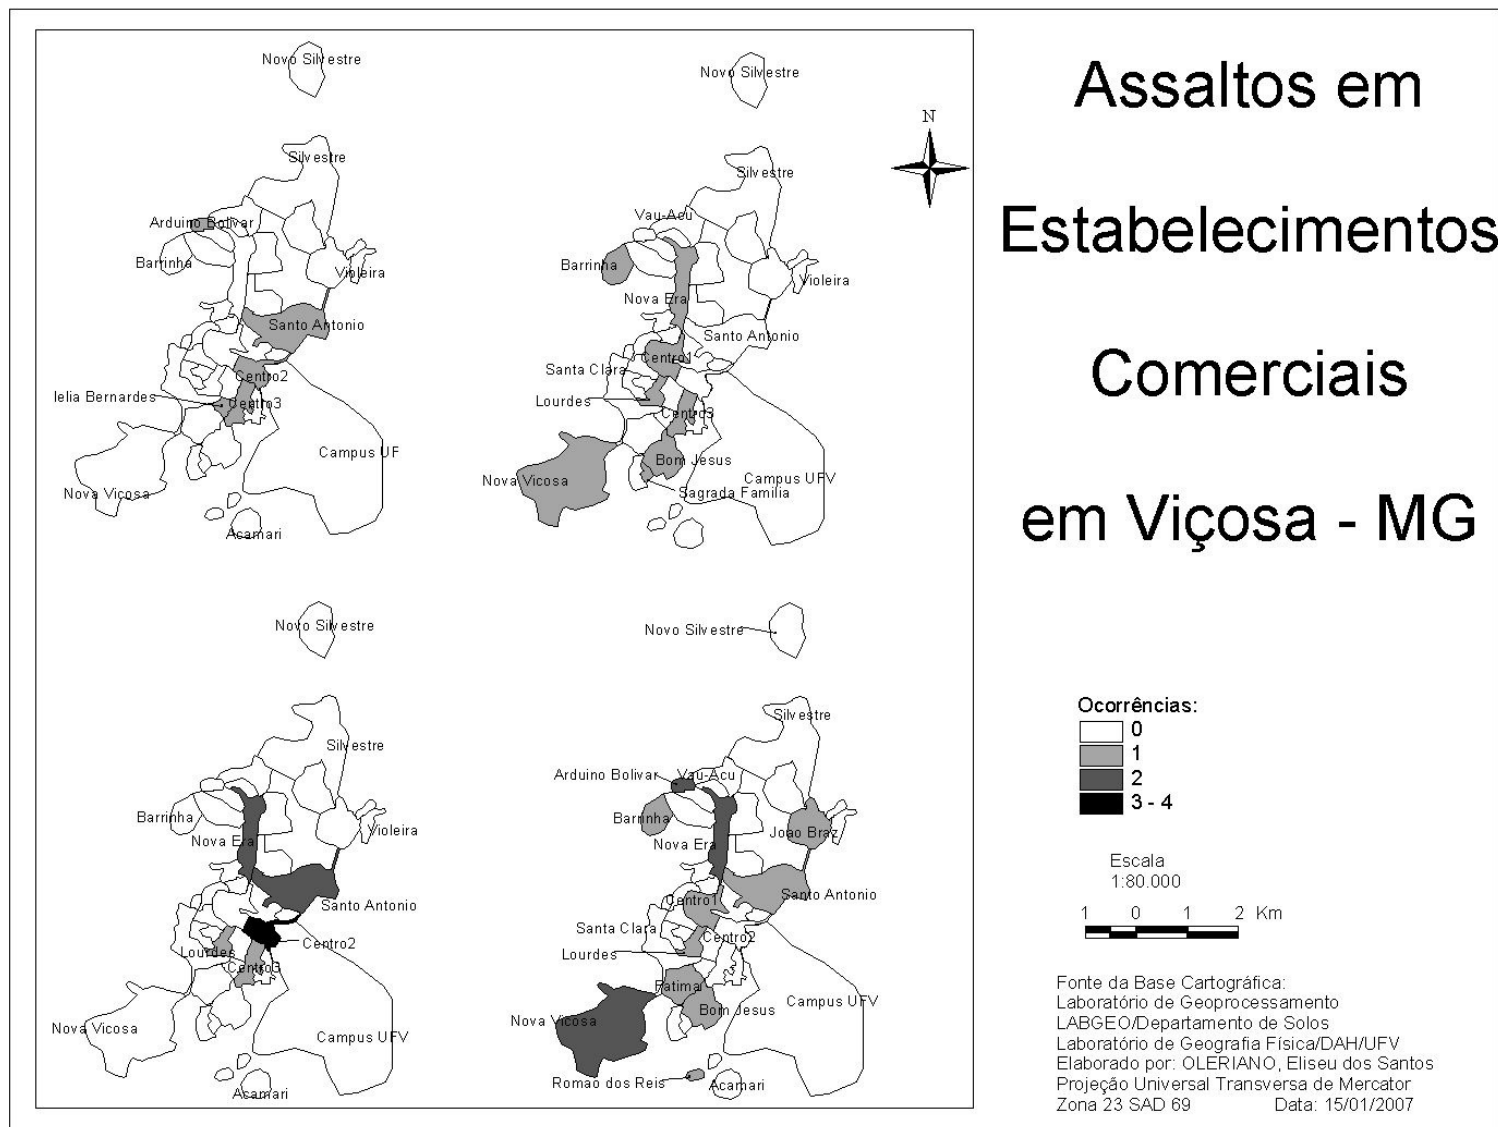 Assaltos em
Estabelecimentos
Comerciais
em Viçosa - MG
N
Novo Silvestre
Silvestre
Arduino Bolivar
Barrinha
Violeira
Santo Antonio
Centro2
lelia Bernardes
Centro3
Campus UF
Nova Viçosa
Acamari
Novo Silvestre
Silvestre
Vau-Acu
Barrinha
Violeira
Nova Era
Santo Antonio
Centro1
Santa Clara
Lourdes
Centro3
Bom Jesus
Nova Vicosa
Campus UFV
Sagrada Familia
Novo Silvestre
Silvestre
Barrinha
Violeira
Nova Era
Santo Antonio
Centro2
Lourdes
Centro3
Nova Vicosa
Campus UFV
Acamari
Novo Silvestre
Silvestre
Arduino Bolivar
Vau-Acu
Barrinha
Joao Braz
Nova Era
Santo Antonio
Centro1
Santa Clara
Centro2
Lourdes
Fatima
Bom Jesus
Campus UFV
Nova Vicosa
Romao dos Reis
Acamari
Ocorrências:
0
1
2
3 - 4
Escala
1:80.000
1 0 1 2 Km
Fonte da Base Cartográfica:
Laboratório de Geoprocessamento
LABGEO/Departamento de Solos
Laboratório de Geografia Física/DAH/UFV
Elaborado por: OLERIANO, Eliseu dos Santos
Projeção Universal Transversa de Mercator
Zona 23 SAD 69 Data: 15/01/2007